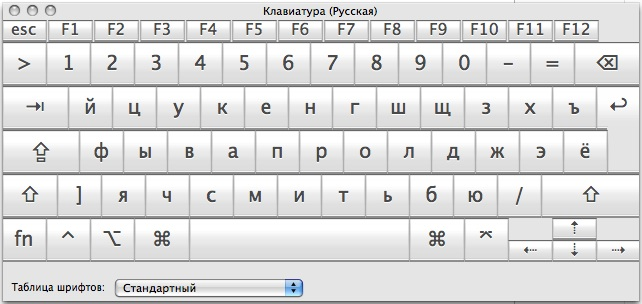 Клавиатура (Русская)
esc F1 F2 F3 F4 F5 F6 F7 F8 F9 F10 F11 F12
> 1 2 3 4 5 6 7 8 9 0 - = ⌫
⇥ й ц у к е н г ш щ з х ъ ↩
⇪ ф ы в а п р о л д ж э ё
⇧ ] я ч с м и т ь б ю / ⇧
fn ^ ⌥ ⌘ ⌘ ⌤ ⇠ ⇡ ⇣ ⇢
Таблица шрифтов: Стандартный